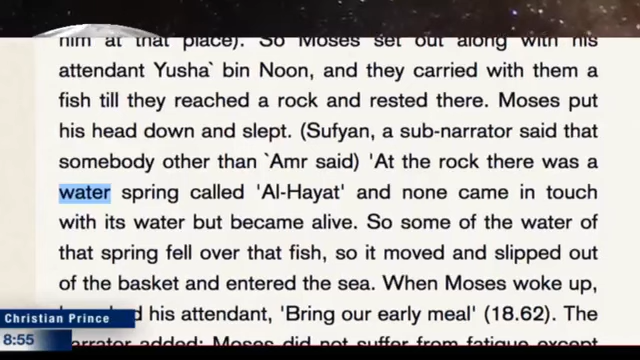 him at that place). So Moses set out along with his
attendant Yusha` bin Noon, and they carried with them a
fish till they reached a rock and rested there. Moses put
his head down and slept. (Sufyan, a sub-narrator said that
somebody other than `Amr said) 'At the rock there was a
water spring called 'Al-Hayat' and none came in touch
with its water but became alive. So some of the water of
that spring fell over that fish, so it moved and slipped out
of the basket and entered the sea. When Moses woke up,
his attendant, 'Bring our early meal' (18.62). The
narrator added: Moses did not suffer from fatigue except
Christian Prince
8:55